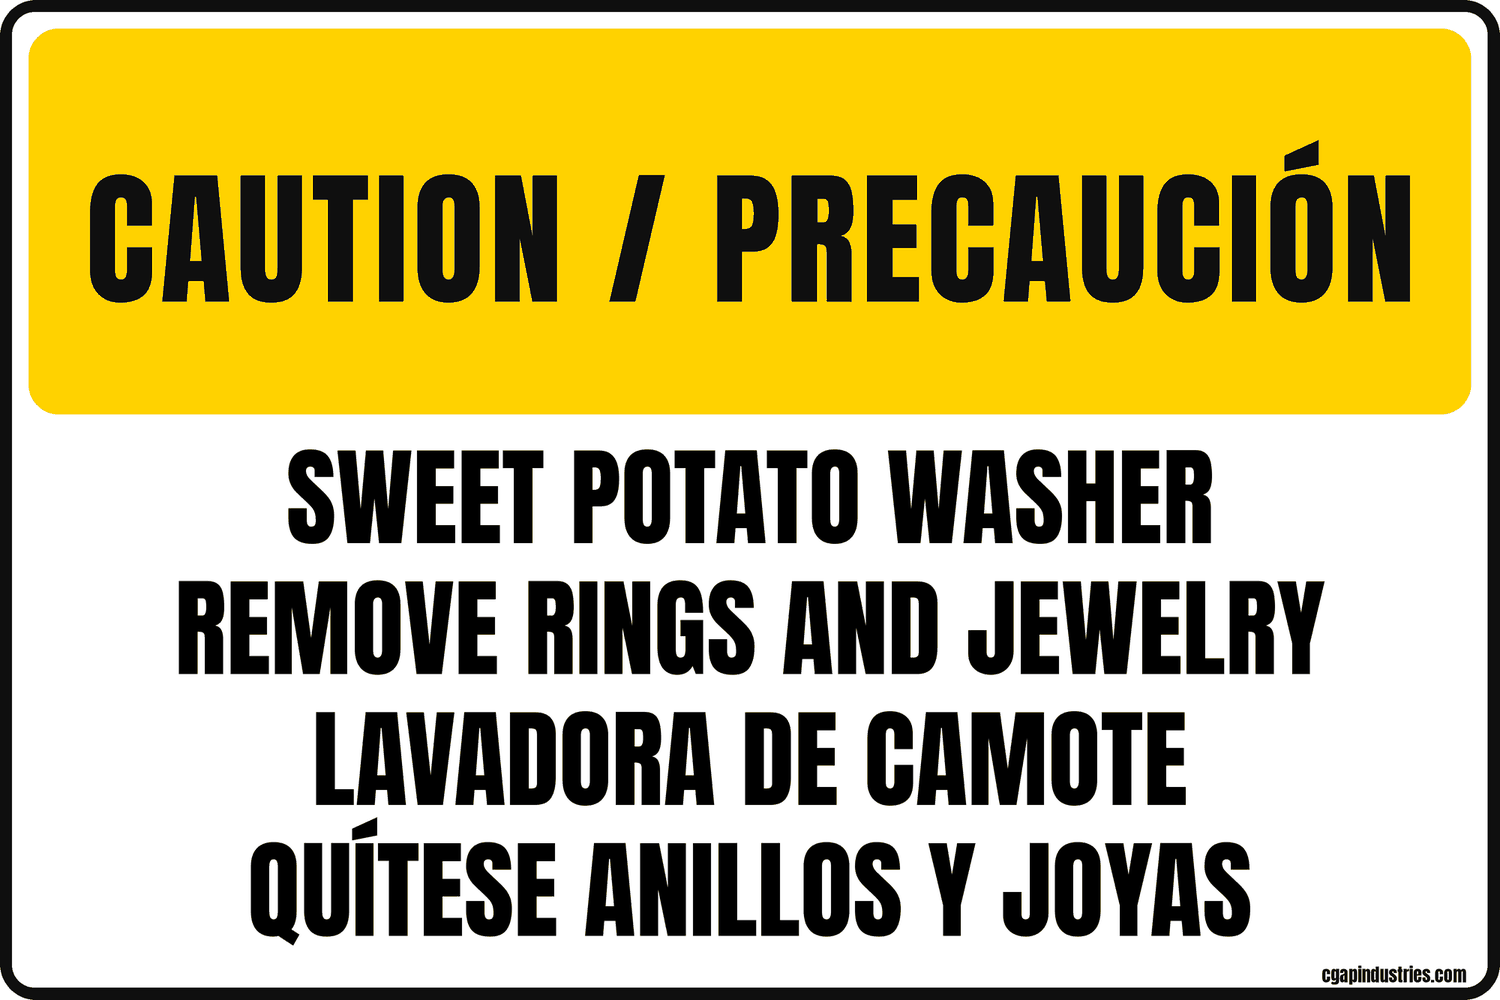 CAUTION / PRECAUCIÓN
SWEET POTATO WASHER
REMOVE RINGS AND JEWELRY
LAVADORA DE CAMOTE
QUÍTESE ANILLOS Y JOYAS
cgapindustries.com